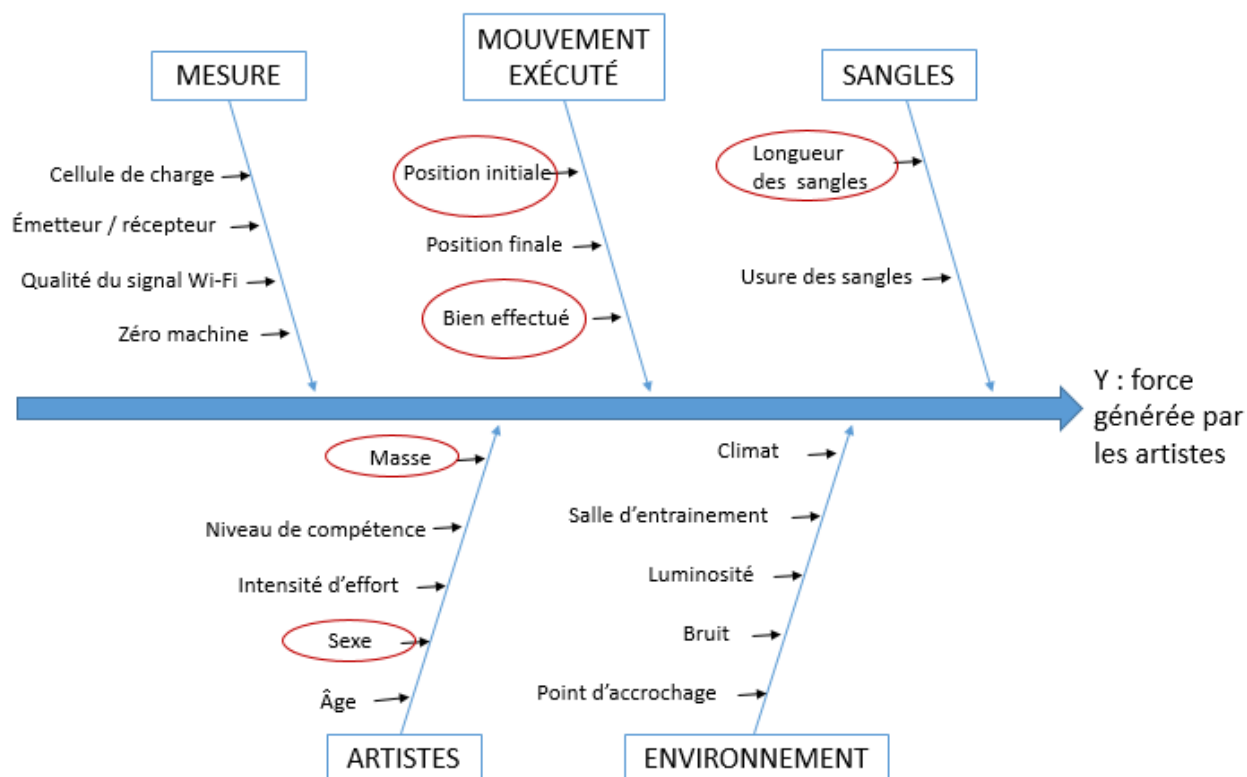 MESURE
MOUVEMENT
EXÉCUTÉ
SANGLES
Cellule de charge
Émetteur / récepteur
Qualité du signal Wi-Fi
Zéro machine
Position initiale
Position finale
Bien effectué
Longueur
des sangles
Usure des sangles
Y : force
générée par
les artistes
Masse
Niveau de compétence
Intensité d'effort
Sexe
Âge
ARTISTES
Climat
Salle d'entrainement
Luminosité
Bruit
Point d'accrochage
ENVIRONNEMENT